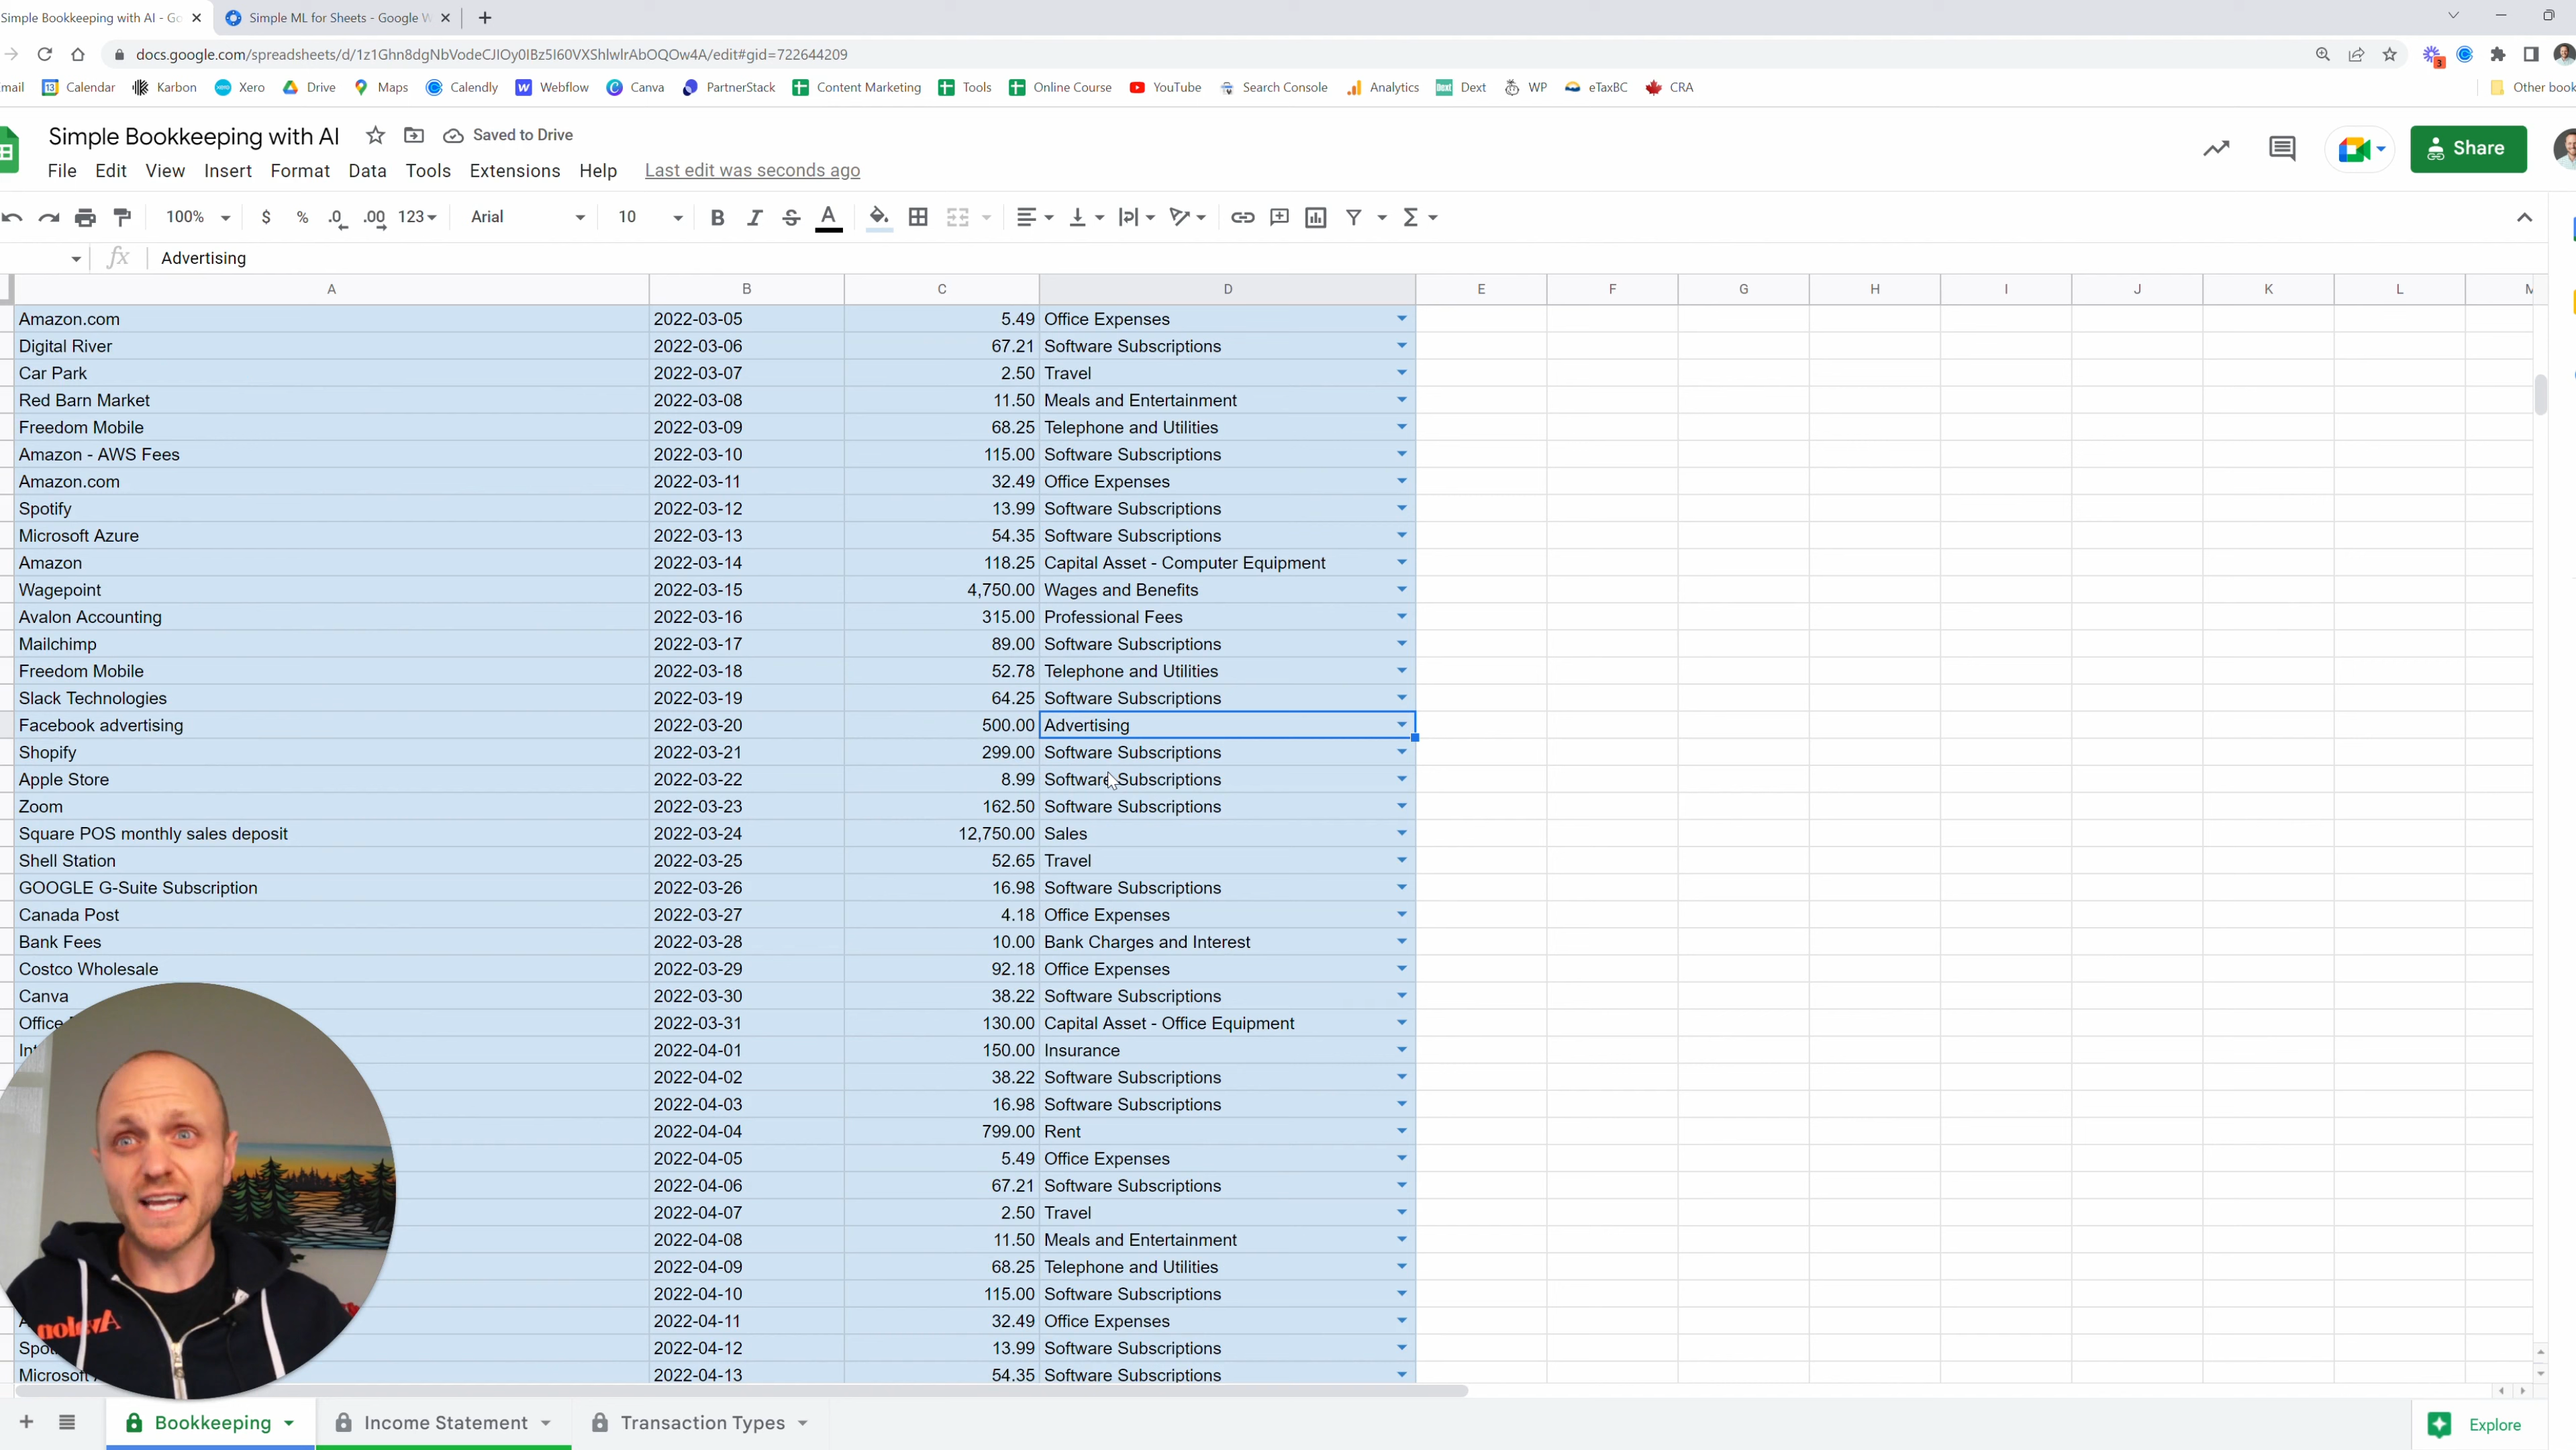 Simple Bookkeeping with AI - Go
Simple ML for Sheets - Google W
docs.google.com/spreadsheets/d/1z1Ghn8dgNbVodeCJIOy0IBz5I60VXShlwlrAbOQOw4A/edit#gid=722644209
mail Calendar Karbon Xero Drive Maps Calendly Webflow Canva PartnerStack Content Marketing Tools Online Course YouTube Search Console Analytics Dext WP eTaxBC CRA Other book
Simple Bookkeeping with AI Saved to Drive
File Edit View Insert Format Data Tools Extensions Help Last edit was seconds ago
Share
100% $ % .0 .00 123 Arial 10 B I S A
fx Advertising
A B C D E F G H I J K L
Amazon.com 2022-03-05 5.49 Office Expenses
Digital River 2022-03-06 67.21 Software Subscriptions
Car Park 2022-03-07 2.50 Travel
Red Barn Market 2022-03-08 11.50 Meals and Entertainment
Freedom Mobile 2022-03-09 68.25 Telephone and Utilities
Amazon - AWS Fees 2022-03-10 115.00 Software Subscriptions
Amazon.com 2022-03-11 32.49 Office Expenses
Spotify 2022-03-12 13.99 Software Subscriptions
Microsoft Azure 2022-03-13 54.35 Software Subscriptions
Amazon 2022-03-14 118.25 Capital Asset - Computer Equipment
Wagepoint 2022-03-15 4,750.00 Wages and Benefits
Avalon Accounting 2022-03-16 315.00 Professional Fees
Mailchimp 2022-03-17 89.00 Software Subscriptions
Freedom Mobile 2022-03-18 52.78 Telephone and Utilities
Slack Technologies 2022-03-19 64.25 Software Subscriptions
Facebook advertising 2022-03-20 500.00 Advertising
Shopify 2022-03-21 299.00 Software Subscriptions
Apple Store 2022-03-22 8.99 Software Subscriptions
Zoom 2022-03-23 162.50 Software Subscriptions
Square POS monthly sales deposit 2022-03-24 12,750.00 Sales
Shell Station 2022-03-25 52.65 Travel
GOOGLE G-Suite Subscription 2022-03-26 16.98 Software Subscriptions
Canada Post 2022-03-27 4.18 Office Expenses
Bank Fees 2022-03-28 10.00 Bank Charges and Interest
Costco Wholesale 2022-03-29 92.18 Office Expenses
Canva 2022-03-30 38.22 Software Subscriptions
Office 2022-03-31 130.00 Capital Asset - Office Equipment
2022-04-01 150.00 Insurance
2022-04-02 38.22 Software Subscriptions
2022-04-03 16.98 Software Subscriptions
2022-04-04 799.00 Rent
2022-04-05 5.49 Office Expenses
2022-04-06 67.21 Software Subscriptions
2022-04-07 2.50 Travel
2022-04-08 11.50 Meals and Entertainment
2022-04-09 68.25 Telephone and Utilities
2022-04-10 115.00 Software Subscriptions
2022-04-11 32.49 Office Expenses
2022-04-12 13.99 Software Subscriptions
Microsoft 2022-04-13 54.35 Software Subscriptions
Avalon
Bookkeeping Income Statement Transaction Types Explore